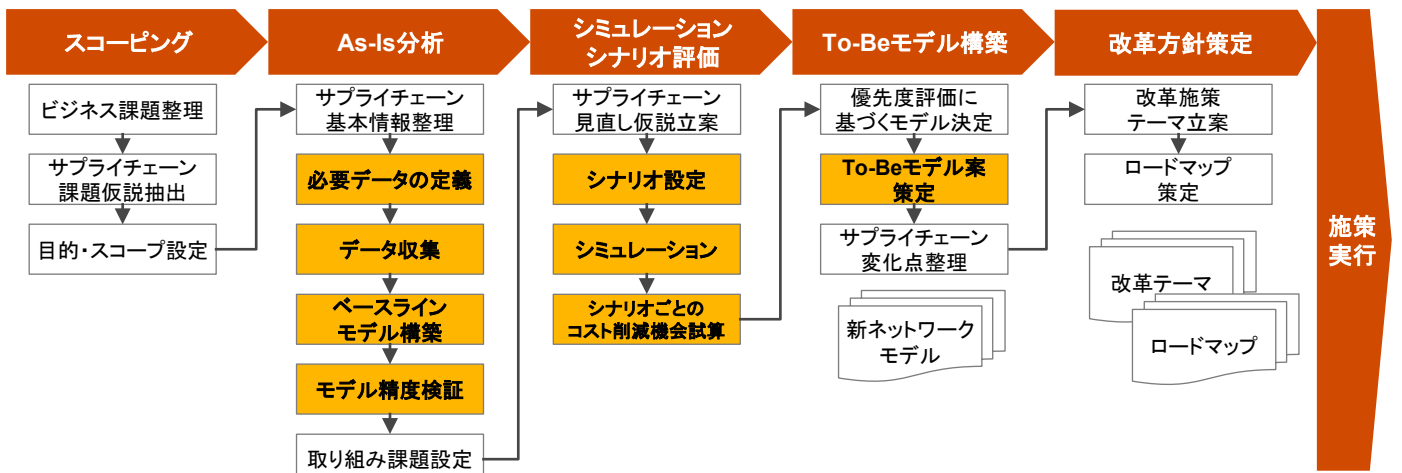 スコーピング
As-Is分析
シミュレーション
シナリオ評価
To-Beモデル構築
改革方針策定
施策
実行
ビジネス課題整理
サプライチェーン
課題仮説抽出
目的・スコープ設定
サプライチェーン
基本情報整理
必要データの定義
データ収集
ベースライン
モデル構築
モデル精度検証
取り組み課題設定
サプライチェーン
見直し仮説立案
シナリオ設定
シミュレーション
シナリオごとの
コスト削減機会試算
優先度評価に
基づくモデル決定
To-Beモデル案
策定
サプライチェーン
変化点整理
新ネットワーク
モデル
改革施策
テーマ立案
ロードマップ
策定
改革テーマ
ロードマップ